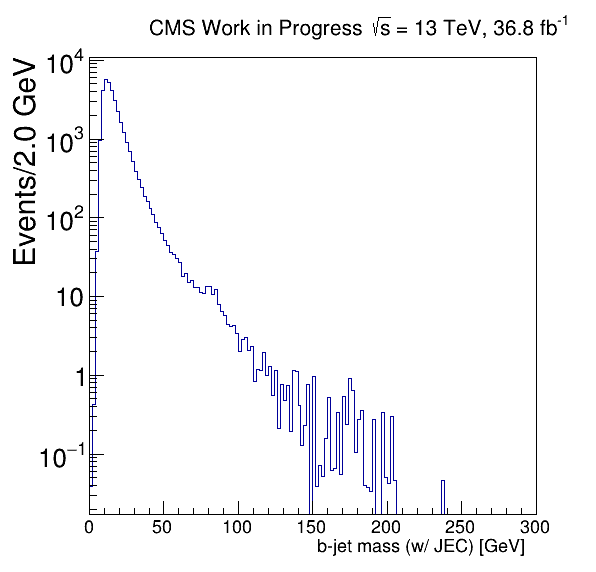 CMS Work in Progress √s = 13 TeV, 36.8 fb⁻¹
Events/2.0 GeV
10⁴
10³
10²
10
1
10⁻¹
0 50 100 150 200 250 300
b-jet mass (w/ JEC) [GeV]